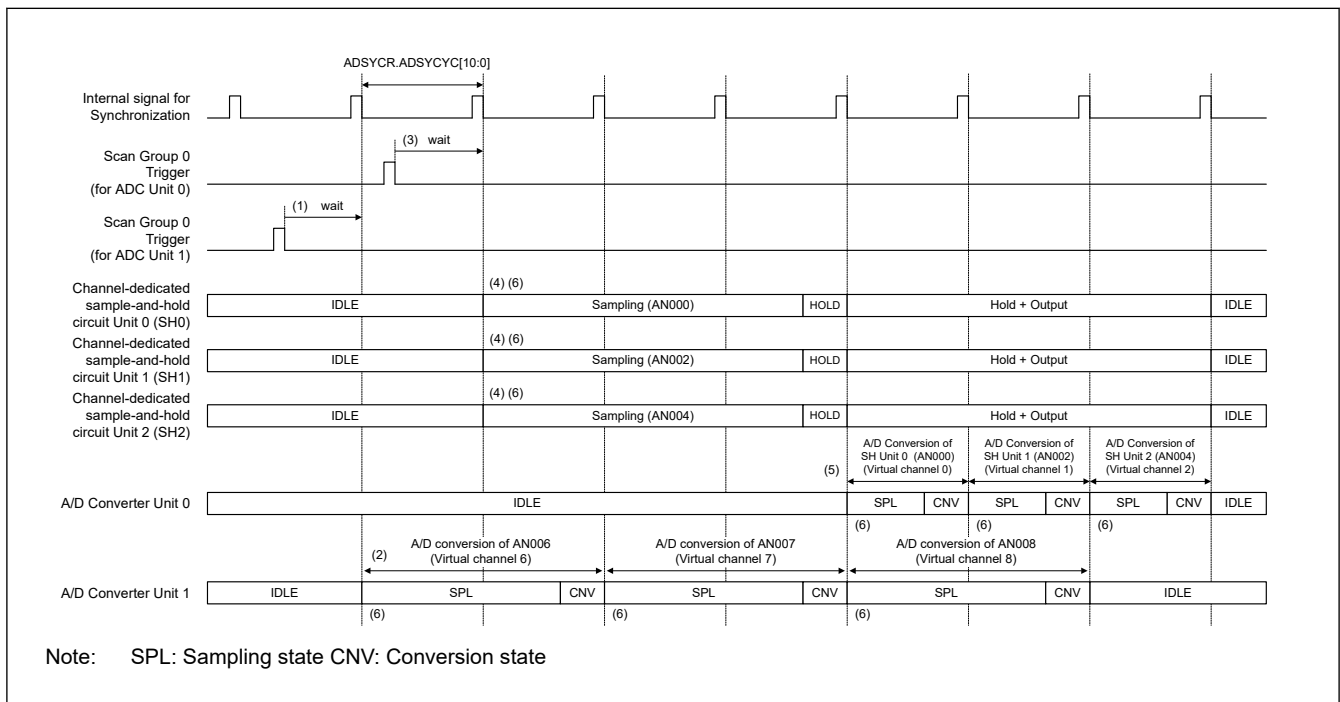 ADSYCR.ADSYCYC[10:0]
Internal signal for
Synchronization
(3) wait
Scan Group 0
Trigger
(for ADC Unit 0)
(1) wait
Scan Group 0
Trigger
(for ADC Unit 1)
Channel-dedicated
sample-and-hold
circuit Unit 0 (SH0)
(4) (6)
IDLE
Sampling (AN000)
HOLD
Hold + Output
IDLE
Channel-dedicated
sample-and-hold
circuit Unit 1 (SH1)
(4) (6)
IDLE
Sampling (AN002)
HOLD
Hold + Output
IDLE
Channel-dedicated
sample-and-hold
circuit Unit 2 (SH2)
(4) (6)
IDLE
Sampling (AN004)
HOLD
Hold + Output
IDLE
(5)
A/D Conversion of
SH Unit 0 (AN000)
(Virtual channel 0)
A/D Conversion of
SH Unit 1 (AN002)
(Virtual channel 1)
A/D Conversion of
SH Unit 2 (AN004)
(Virtual channel 2)
A/D Converter Unit 0
IDLE
SPL
CNV
SPL
CNV
SPL
CNV
IDLE
(6)
(6)
(6)
(2)
A/D conversion of AN006
(Virtual channel 6)
A/D conversion of AN007
(Virtual channel 7)
A/D conversion of AN008
(Virtual channel 8)
A/D Converter Unit 1
IDLE
SPL
CNV
SPL
CNV
SPL
CNV
IDLE
(6)
(6)
(6)
Note: SPL: Sampling state CNV: Conversion state